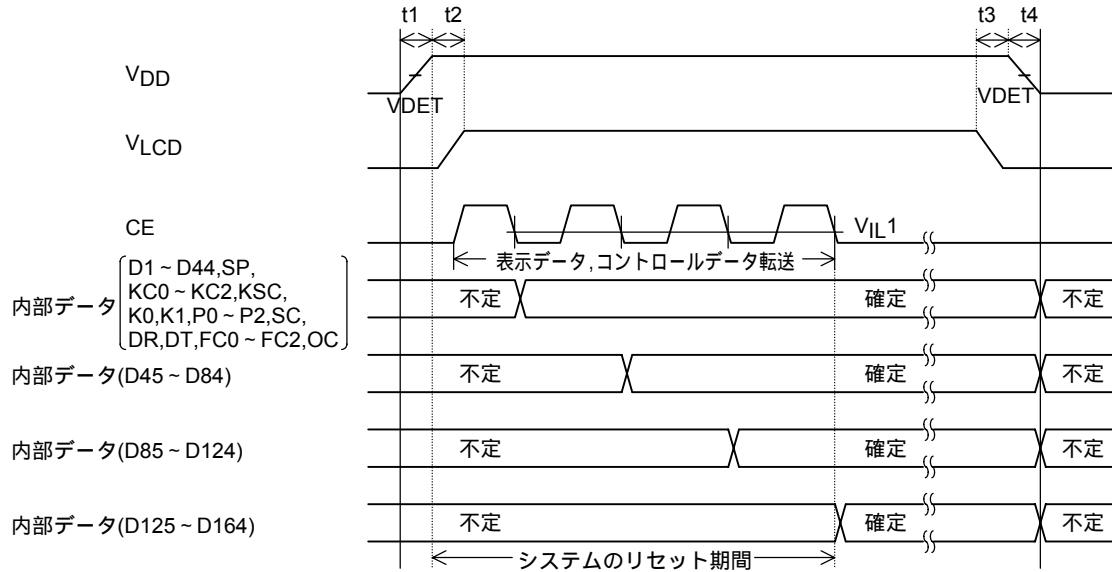 t1 t2 t3 t4
VDD
VDET VDET
VLCD
CE
VIL1
表示データ,コントロールデータ転送
内部データ
D1 ~ D44,SP,
KC0 ~ KC2,KSC,
K0,K1,P0 ~ P2,SC,
DR,DT,FC0 ~ FC2,OC
不定 確定 不定
内部データ(D45 ~ D84) 不定 確定 不定
内部データ(D85 ~ D124) 不定 確定 不定
内部データ(D125 ~ D164) 不定 確定 不定
システムのリセット期間